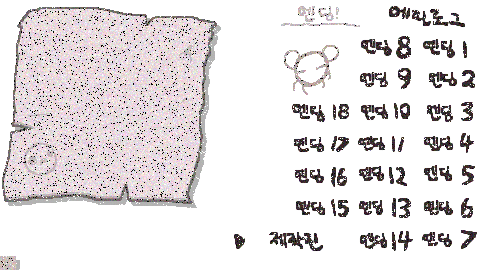 엔딩!
에필로그
엔딩 8 엔딩 1
엔딩 9 엔딩 2
엔딩 18 엔딩 10 엔딩 3
엔딩 17 엔딩 11 엔딩 4
엔딩 16 엔딩 12 엔딩 5
엔딩 15 엔딩 13 엔딩 6
제작진 엔딩 14 엔딩 7